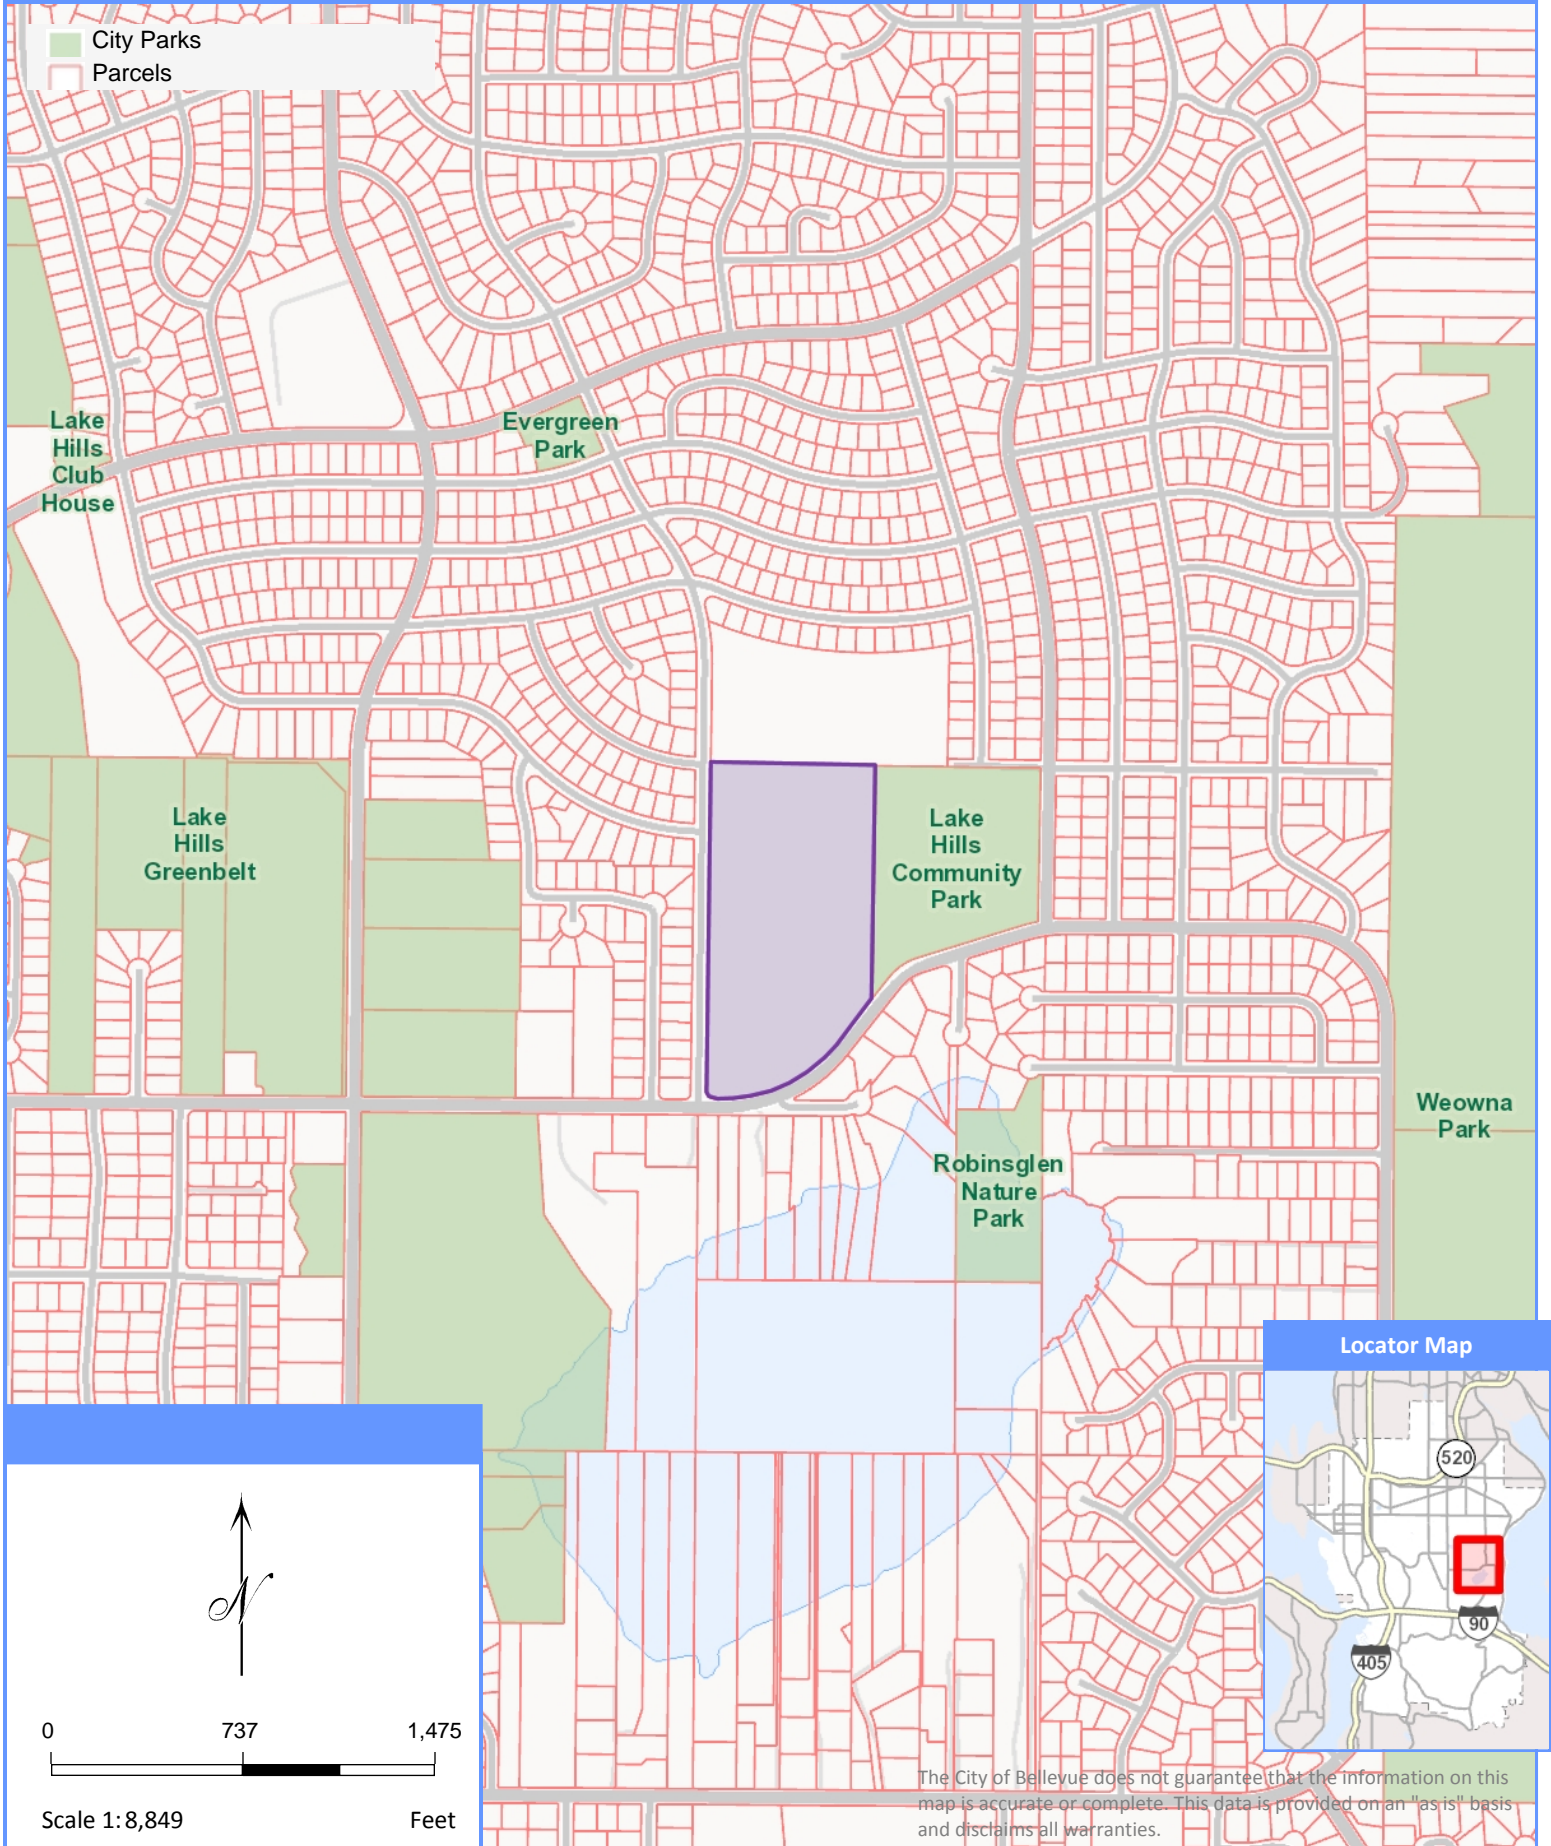 City Parks
Parcels
Evergreen
Park
Lake
Hills
Club
House
Lake
Hills
Greenbelt
Lake
Hills
Community
Park
Weowna
Park
Robinsglen
Nature
Park
Locator Map
520
90
405
N
0 737 1,475
Scale 1: 8,849 Feet
The City of Bellevue does not guarantee that the information on this
map is accurate or complete. This data is provided on an "as is" basis
and disclaims all warranties.